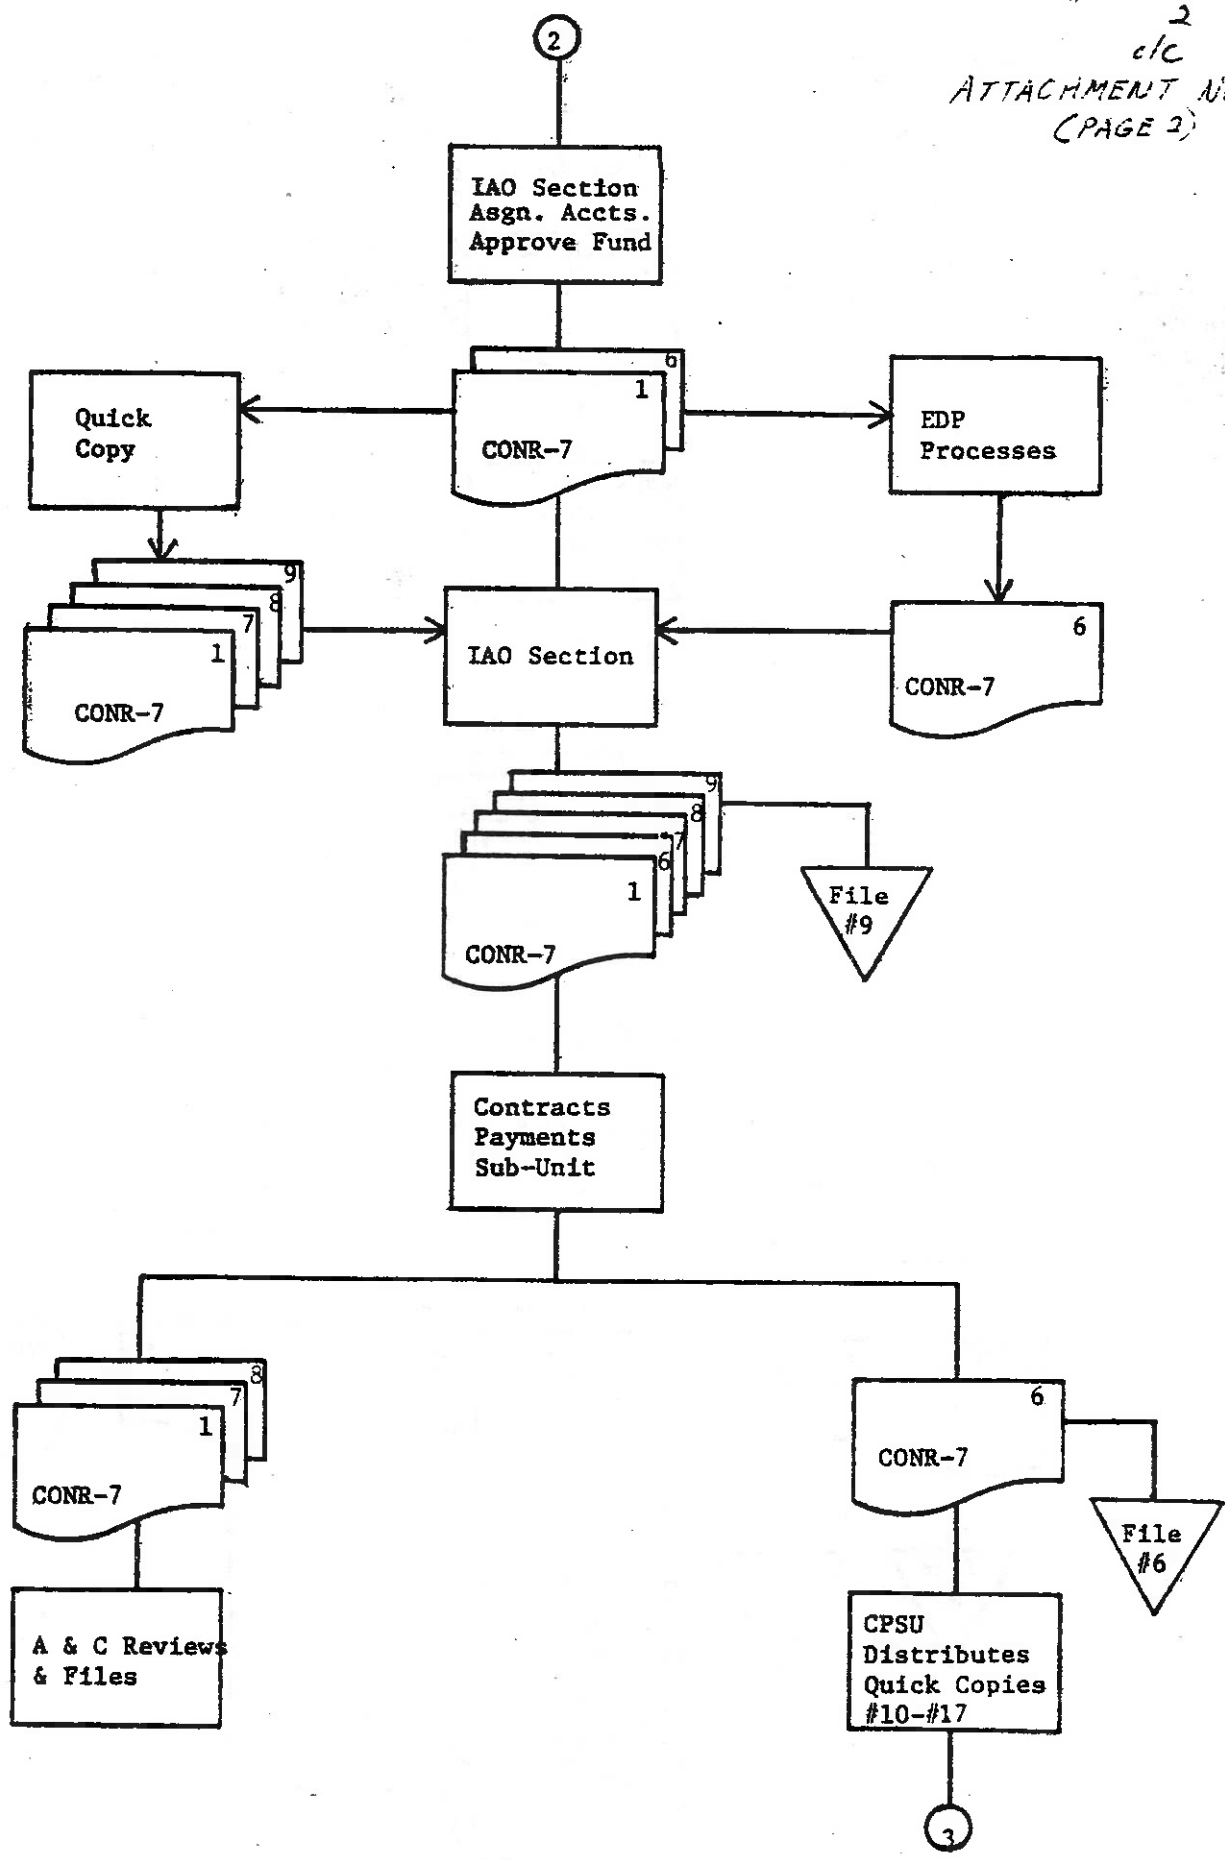 2
2
c/c
ATTACHMENT
(PAGE 2)
IAO Section
Asgn. Accts.
Approve Fund
6
1
CONR-7
Quick
Copy
EDP
Processes
9
8
7
1
CONR-7
IAO Section
6
CONR-7
9
8
7
6
1
CONR-7
File
#9
Contracts
Payments
Sub-Unit
8
7
1
CONR-7
6
CONR-7
File
#6
A & C Reviews
& Files
CPSU
Distributes
Quick Copies
#10-#17
3